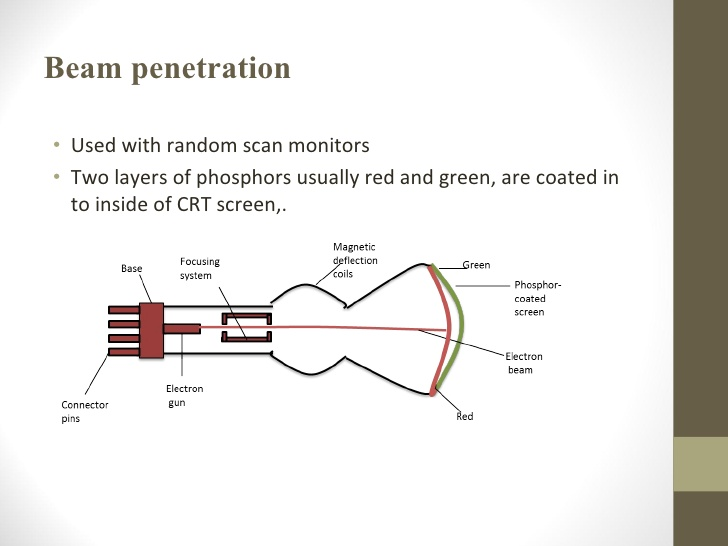 Beam penetration
• Used with random scan monitors
• Two layers of phosphors usually red and green, are coated in
to inside of CRT screen,.
Magnetic
deflection
coils
Focusing
system
Base
Green
Phosphor-
coated
screen
Electron
beam
Electron
gun
Connector
pins
Red